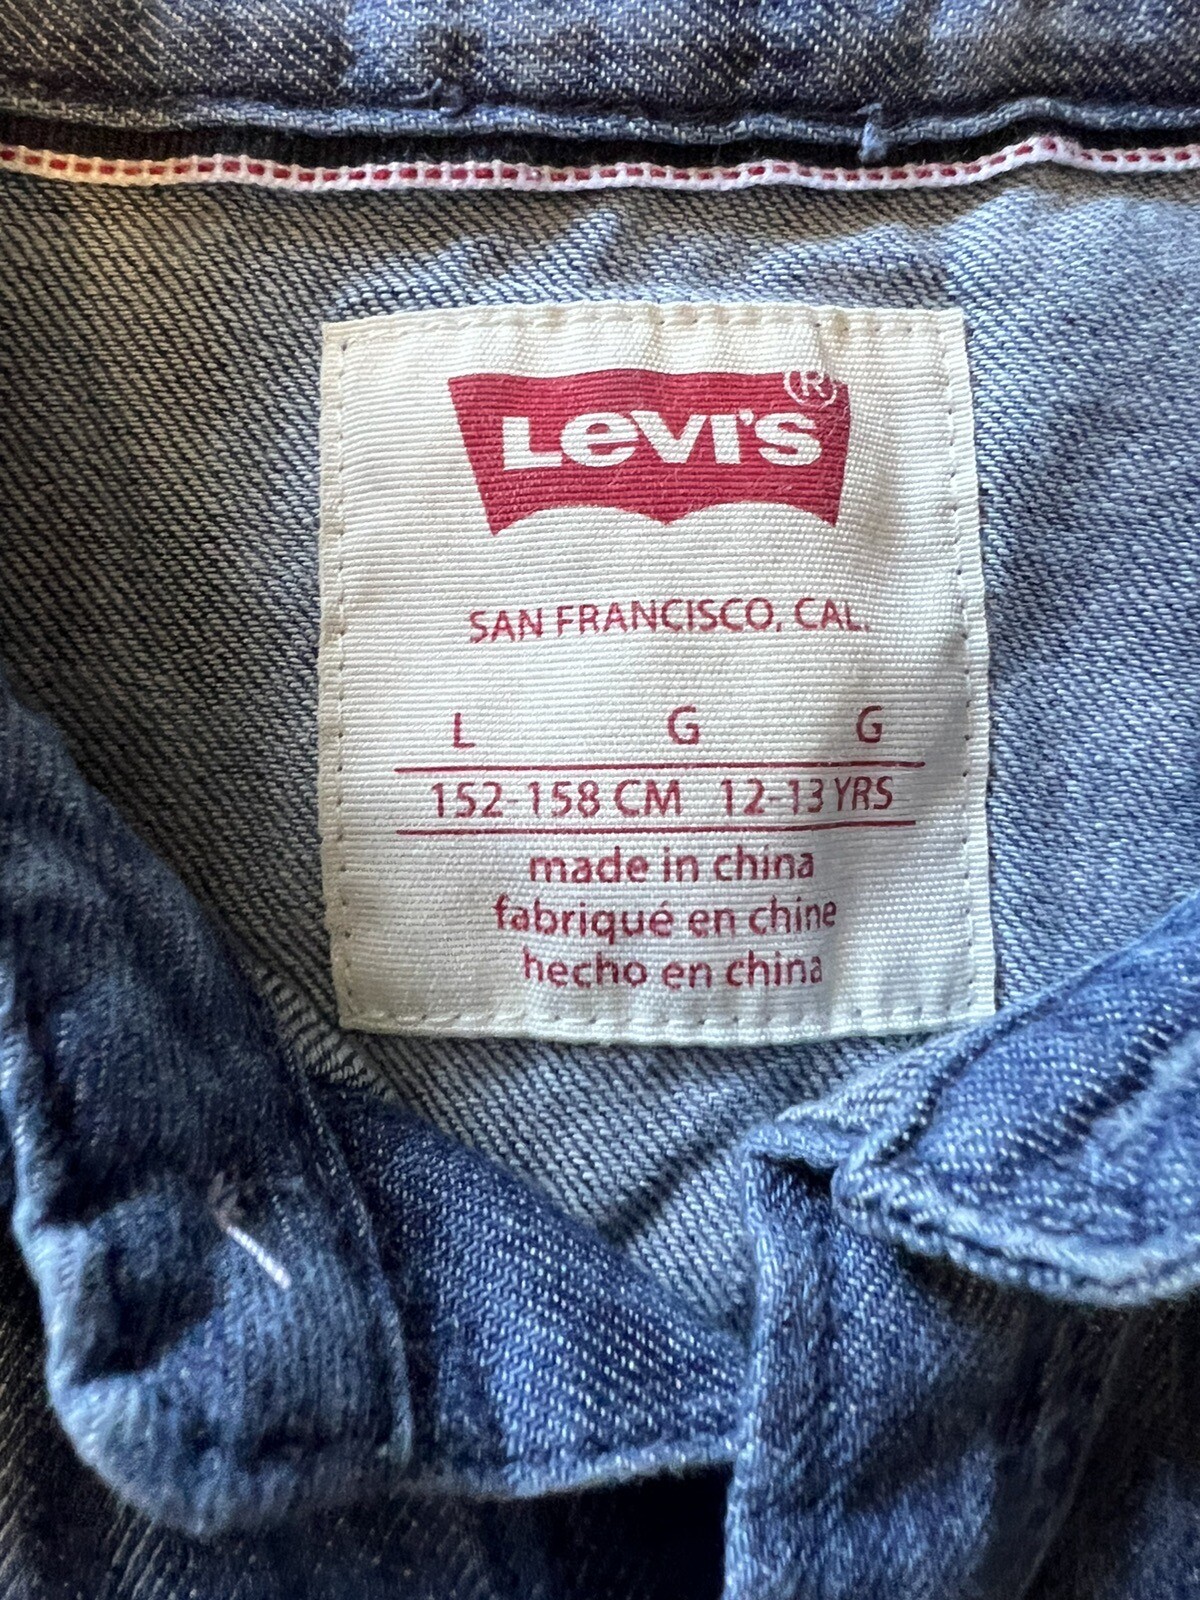 LEVI'S®
SAN FRANCISCO, CAL.
L G G
152-158 CM 12-13 YRS
made in china
fabriqué en chine
hecho en china